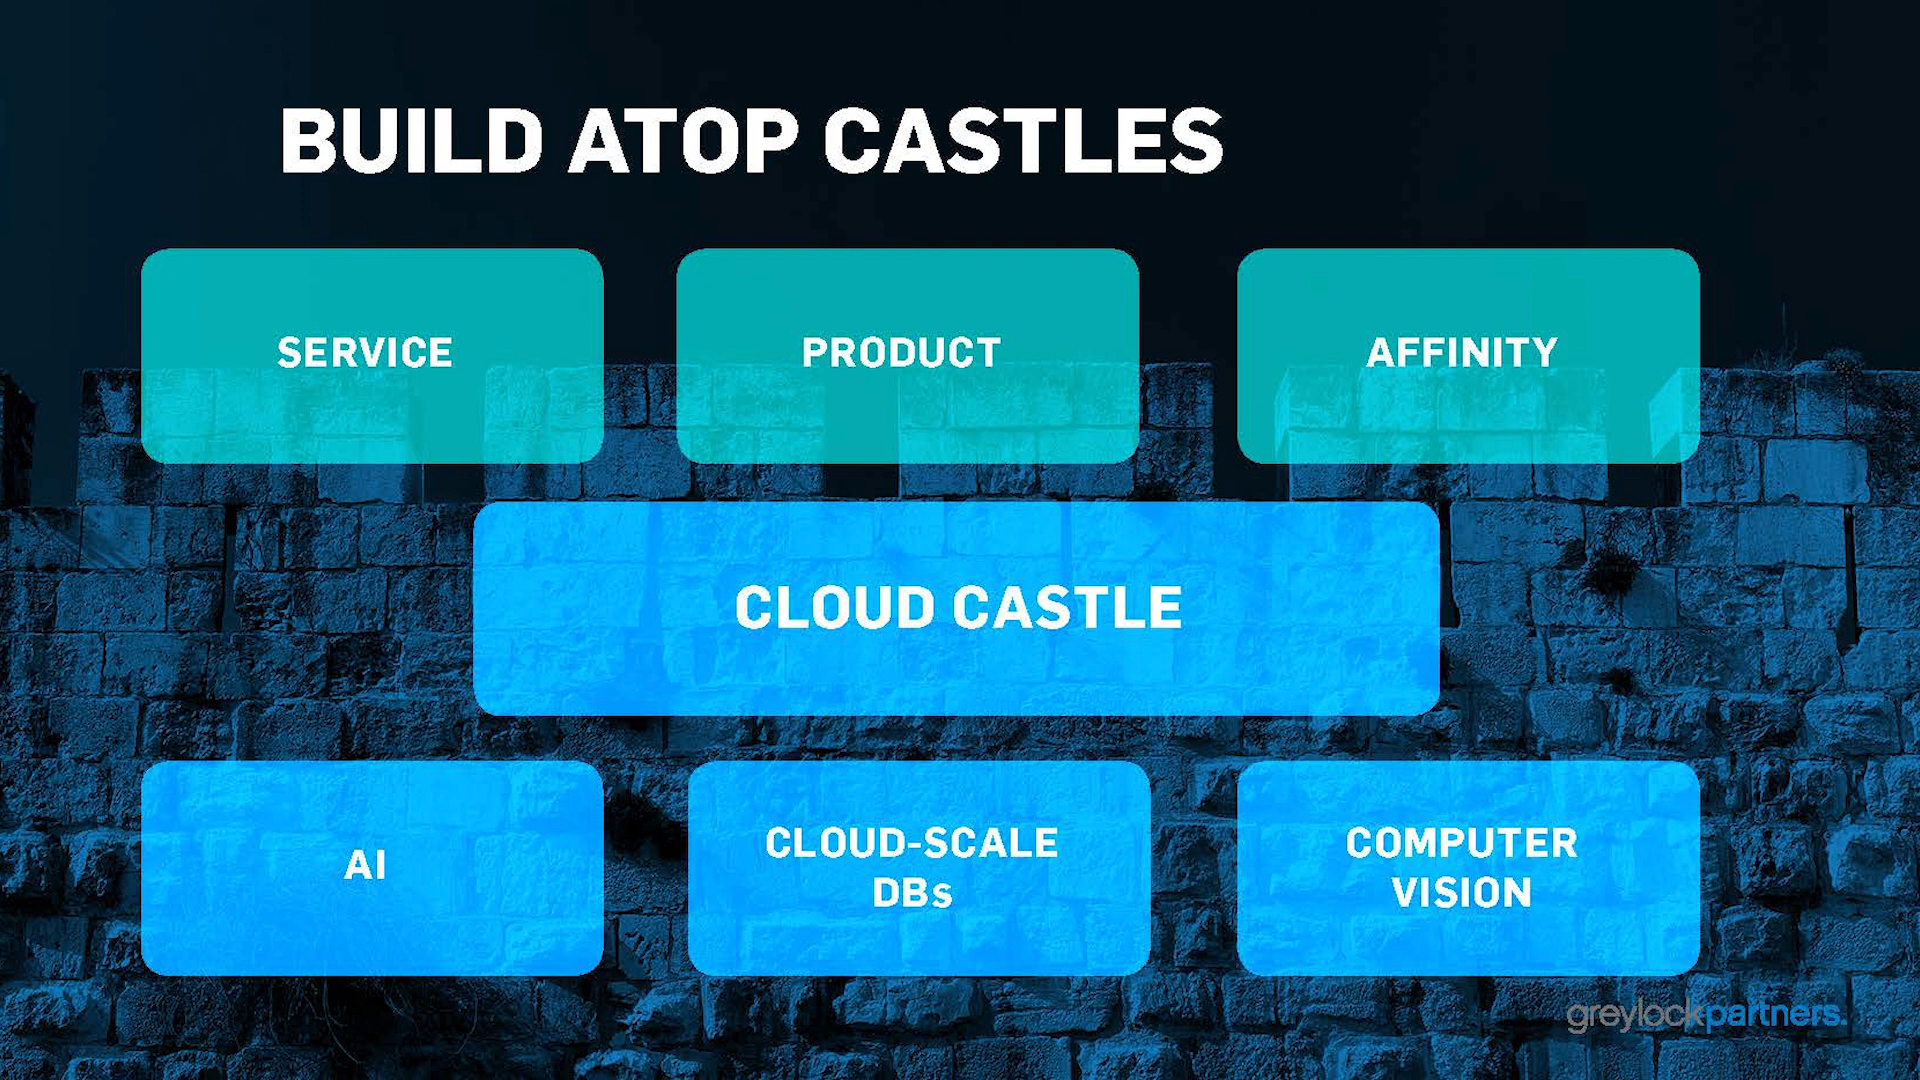 BUILD ATOP CASTLES
SERVICE
PRODUCT
AFFINITY
CLOUD CASTLE
AI
CLOUD-SCALE
DBs
COMPUTER
VISION
greylockpartners.